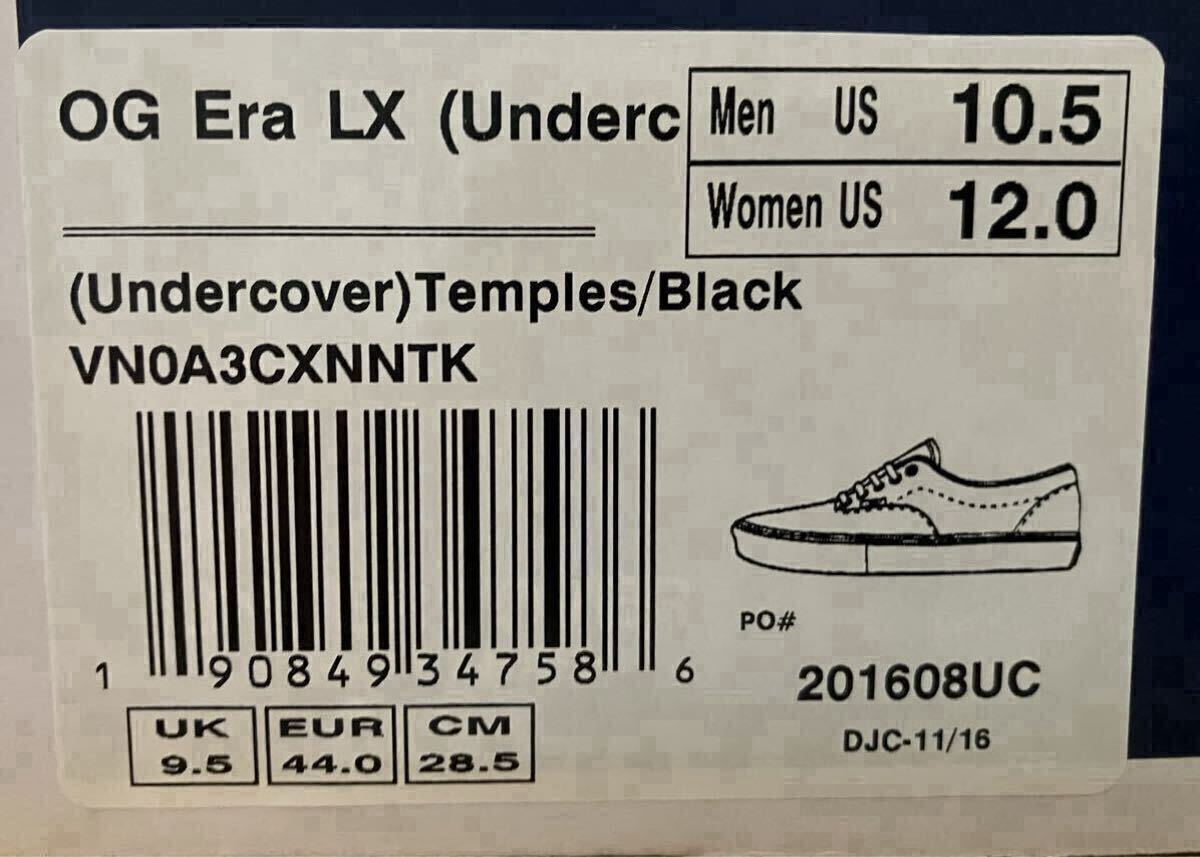 OG Era LX (Underc
Men US 10.5
Women US 12.0
(Undercover)Temples/Black
VN0A3CXNNTK
1 90849 34758 6
PO#
201608UC
DJC-11/16
UK EUR CM
9.5 44.0 28.5